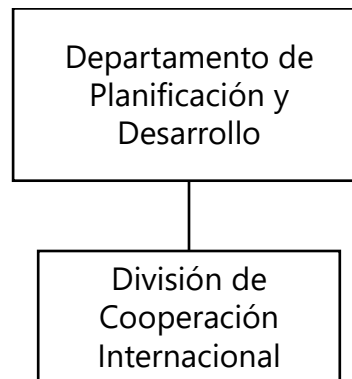 Departamento de
Planificación y
Desarrollo
División de
Cooperación
Internacional